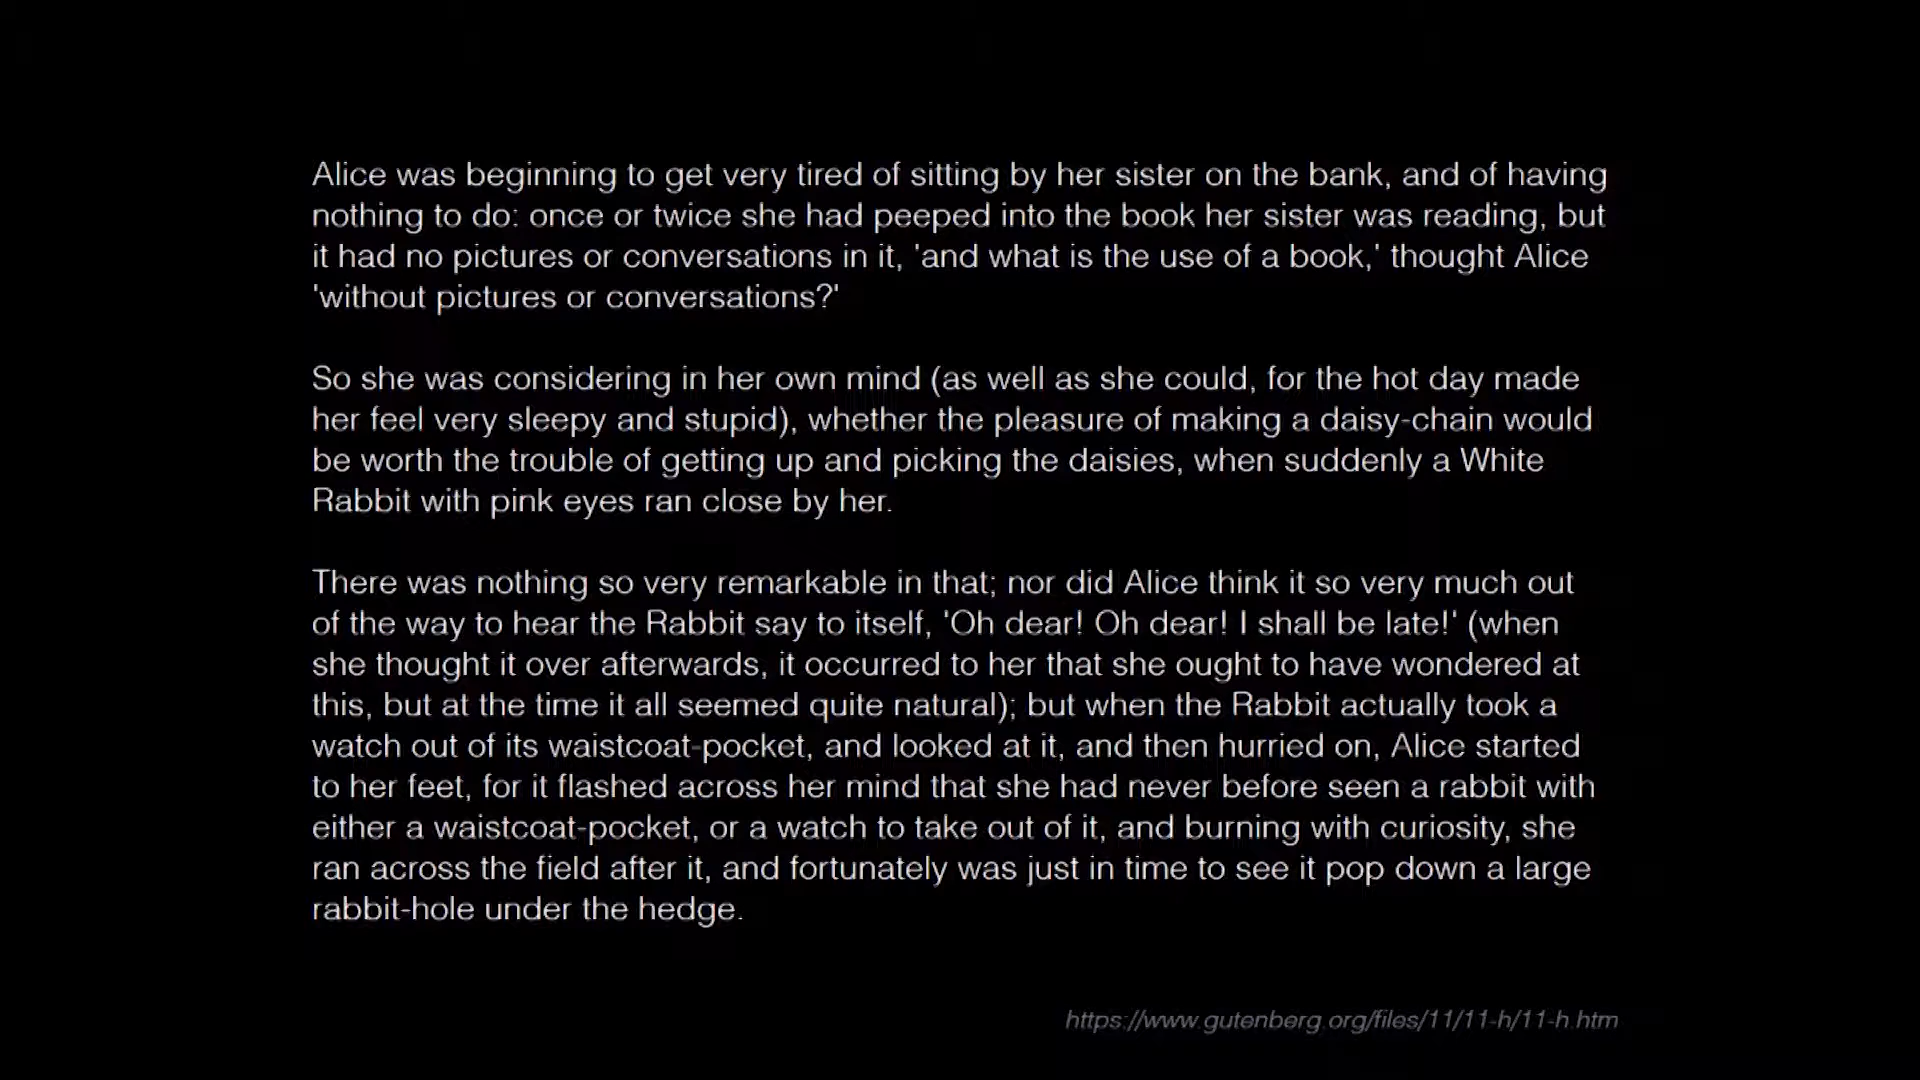 Alice was beginning to get very tired of sitting by her sister on the bank, and of having
nothing to do: once or twice she had peeped into the book her sister was reading, but
it had no pictures or conversations in it, 'and what is the use of a book,' thought Alice
'without pictures or conversations?'
So she was considering in her own mind (as well as she could, for the hot day made
her feel very sleepy and stupid), whether the pleasure of making a daisy-chain would
be worth the trouble of getting up and picking the daisies, when suddenly a White
Rabbit with pink eyes ran close by her.
There was nothing so very remarkable in that; nor did Alice think it so very much out
of the way to hear the Rabbit say to itself, 'Oh dear! Oh dear! I shall be late!' (when
she thought it over afterwards, it occurred to her that she ought to have wondered at
this, but at the time it all seemed quite natural); but when the Rabbit actually took a
watch out of its waistcoat-pocket, and looked at it, and then hurried on, Alice started
to her feet, for it flashed across her mind that she had never before seen a rabbit with
either a waistcoat-pocket, or a watch to take out of it, and burning with curiosity, she
ran across the field after it, and fortunately was just in time to see it pop down a large
rabbit-hole under the hedge.
https://www.gutenberg.org/files/11/11-h/11-h.htm